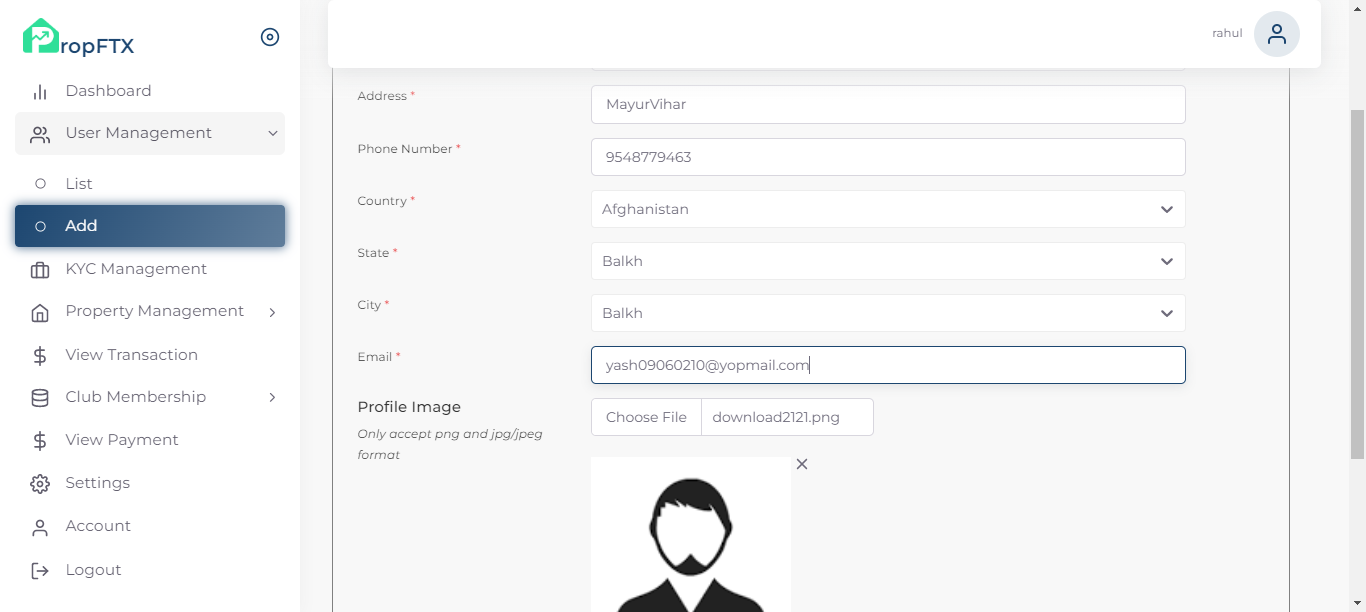 PropFTX
rahul
Dashboard
User Management
List
Add
KYC Management
Property Management
View Transaction
Club Membership
View Payment
Settings
Account
Logout
Address *
MayurVihar
Phone Number *
9548779463
Country *
Afghanistan
State *
Balkh
City *
Balkh
Email *
yash09060210@yopmail.com
Profile Image
Only accept png and jpg/jpeg
format
Choose File download2121.png